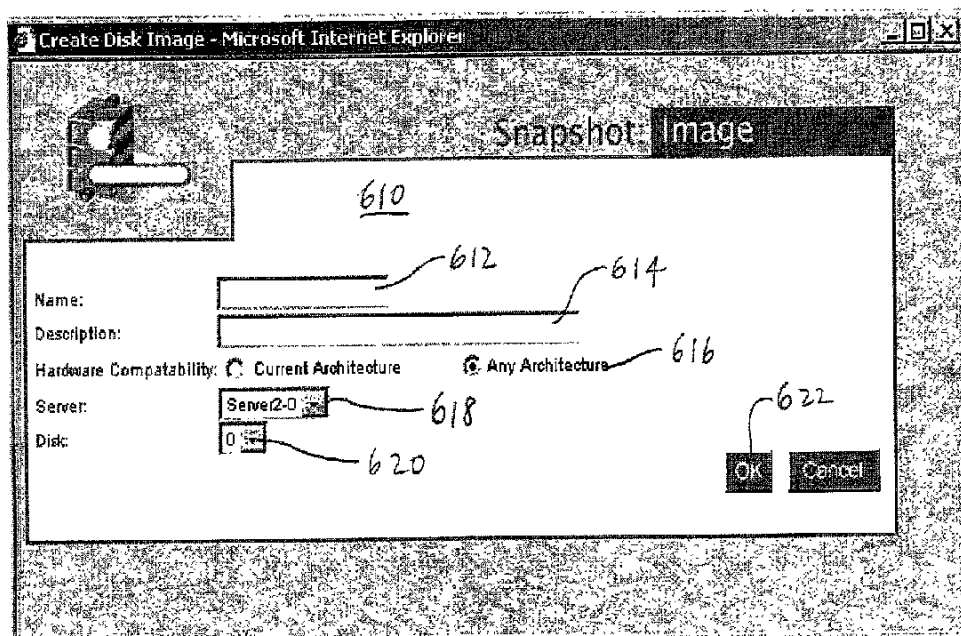 Create Disk Image - Microsoft Internet Explorer
Snapshot: Image
610
612
614
Name:
Description:
Hardware Compatability: Current Architecture Any Architecture 616
Server: Server2-0 618
Disk: 0 620
622
OK Cancel